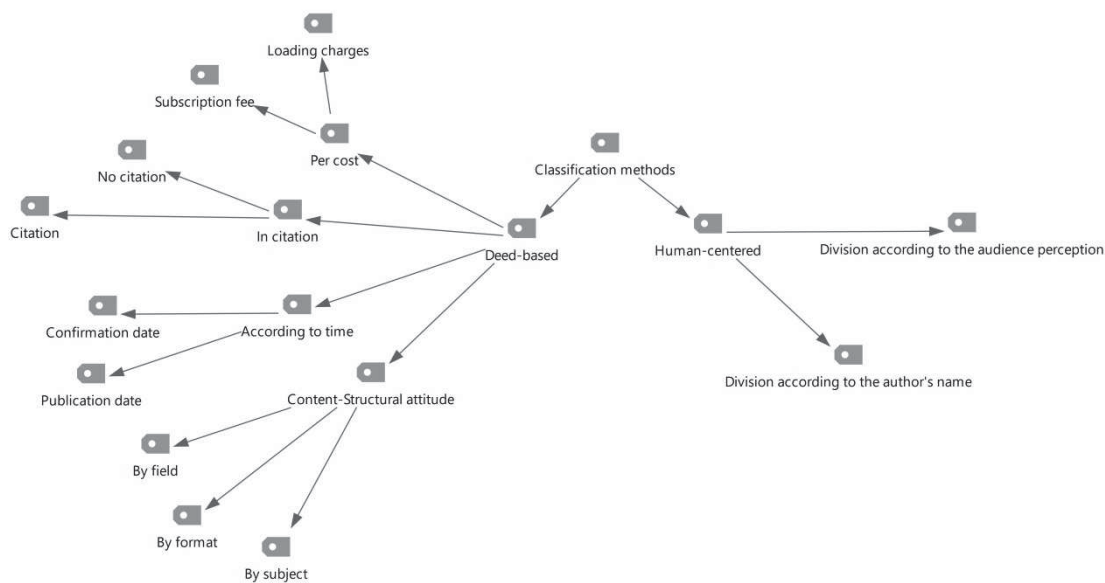 Loading charges
Subscription fee
Per cost
Classification methods
No citation
Citation
In citation
Deed-based
Human-centered
Division according to the audience perception
Confirmation date
According to time
Division according to the author's name
Publication date
Content-Structural attitude
By field
By format
By subject